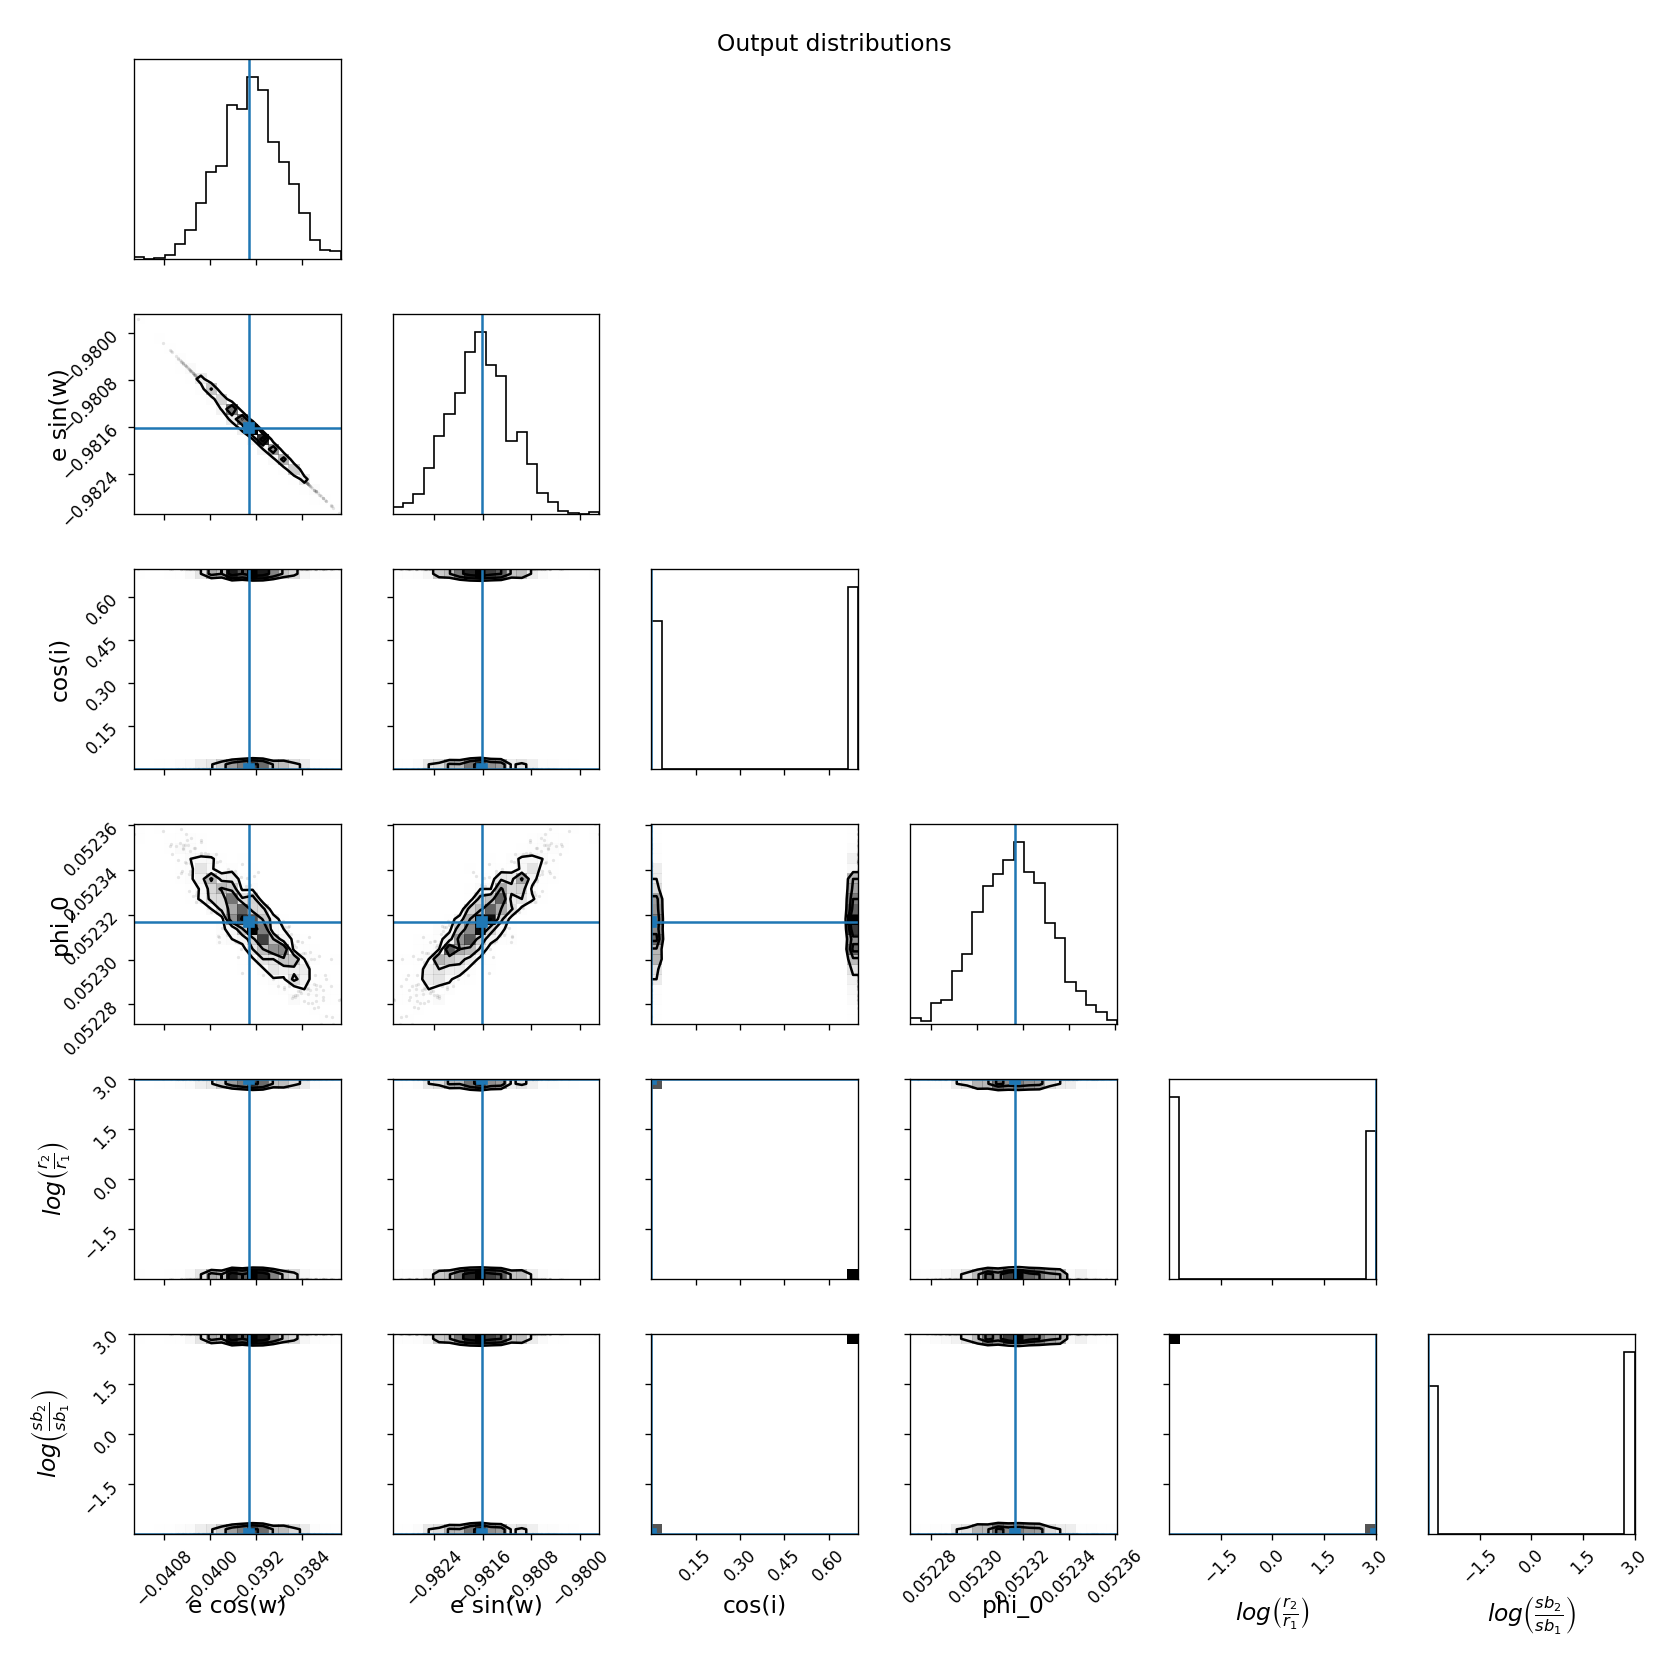 Output distributions
e sin(w)
−0.9800
−0.9808
−0.9816
−0.9824
cos(i)
0.60
0.45
0.30
0.15
phi_0
0.05236
0.05234
0.05232
0.05230
0.05228
log(r2/r1)
3.0
1.5
0.0
−1.5
log(sb2/sb1)
3.0
1.5
0.0
−1.5
−0.0408 −0.0400 −0.0392 −0.0384
−0.9824 −0.9816 −0.9808 −0.9800
0.15 0.30 0.45 0.60
0.05228 0.05230 0.05232 0.05234 0.05236
−1.5 0.0 1.5 3.0
−1.5 0.0 1.5 3.0
e cos(w) e sin(w) cos(i) phi_0 log(r2/r1) log(sb2/sb1)